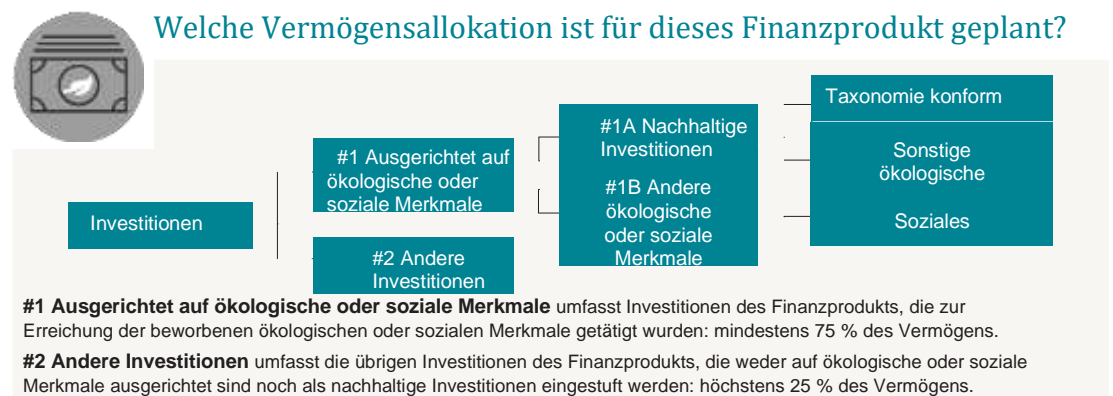 Welche Vermögensallokation ist für dieses Finanzprodukt geplant?
Investitionen
#1 Ausgerichtet auf
ökologische oder
soziale Merkmale
#2 Andere
Investitionen
#1A Nachhaltige
Investitionen
#1B Andere
ökologische
oder soziale
Merkmale
Taxonomie konform
Sonstige
ökologische
Soziales
#1 Ausgerichtet auf ökologische oder soziale Merkmale umfasst Investitionen des Finanzprodukts, die zur
Erreichung der beworbenen ökologischen oder sozialen Merkmale getätigt wurden: mindestens 75 % des Vermögens.
#2 Andere Investitionen umfasst die übrigen Investitionen des Finanzprodukts, die weder auf ökologische oder soziale
Merkmale ausgerichtet sind noch als nachhaltige Investitionen eingestuft werden: höchstens 25 % des Vermögens.